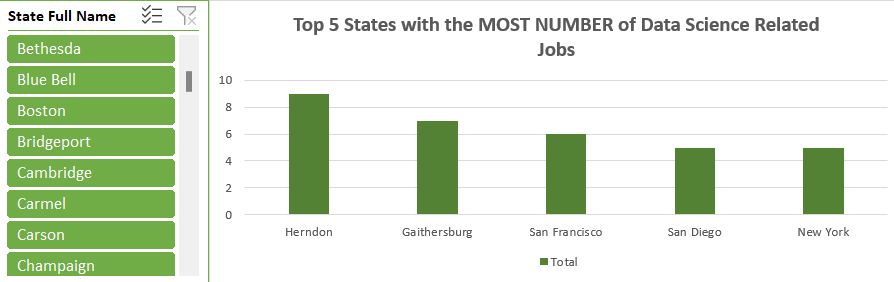 State Full Name
Bethesda
Blue Bell
Boston
Bridgeport
Cambridge
Carmel
Carson
Champaign
Top 5 States with the MOST NUMBER of Data Science Related
Jobs
10
8
6
4
2
0
Herndon Gaithersburg San Francisco San Diego New York
Total